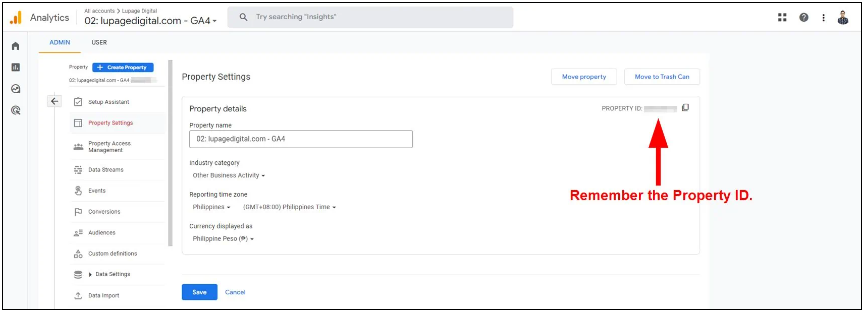 Analytics
All accounts > Lupage Digital
02: lupagedigital.com - GA4
Try searching "Insights"
ADMIN
USER
Property
+ Create Property
02: lupagedigital.com - GA4
Setup Assistant
Property Settings
Property Access
Management
Data Streams
Events
Conversions
Audiences
Custom definitions
Data Settings
Data Import
Property Settings
Move property
Move to Trash Can
Property details
PROPERTY ID:
Property name
02: lupagedigital.com - GA4
Industry category
Other Business Activity
Reporting time zone
Philippines
(GMT+08:00) Philippines Time
Currency displayed as
Philippine Peso (₱)
Remember the Property ID.
Save
Cancel